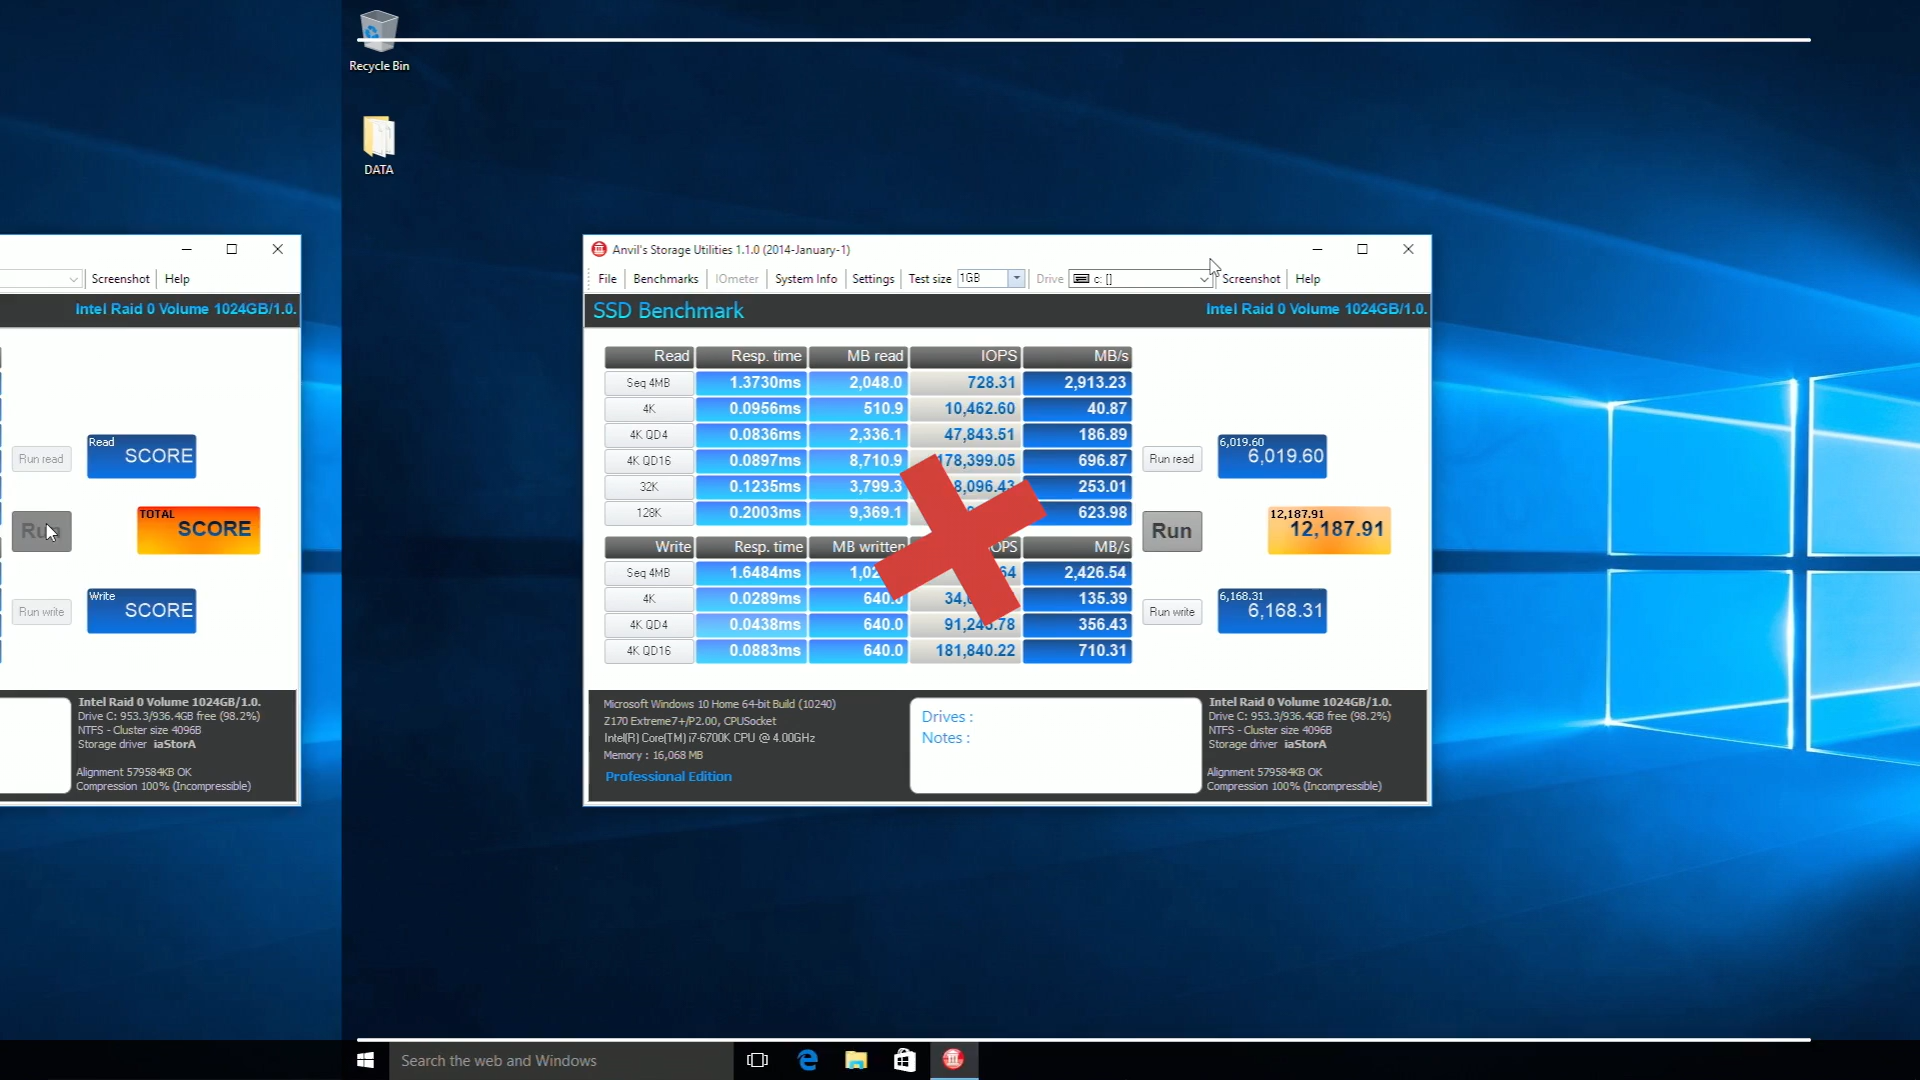 Recycle Bin
DATA
Screenshot Help
Intel Raid 0 Volume 1024GB/1.0.
Run read
Read
SCORE
TOTAL
SCORE
Run write
Write
SCORE
Intel Raid 0 Volume 1024GB/1.0.
Drive C: 953.3/936.4GB free (98.2%)
NTFS - Cluster size 4096B
Storage driver iaStorA
Alignment 579584KB OK
Compression 100% (Incompressible)
Anvil's Storage Utilities 1.1.0 (2014-January-1)
File Benchmarks IOmeter System Info Settings Test size 1GB Drive c: [] Screenshot Help
SSD Benchmark Intel Raid 0 Volume 1024GB/1.0.
Read Resp. time MB read IOPS MB/s
Seq 4MB 1.3730ms 2,048.0 728.31 2,913.23
4K 0.0956ms 510.9 10,462.60 40.87
4K QD4 0.0836ms 2,336.1 47,843.51 186.89
4K QD16 0.0897ms 8,710.9 178,399.05 696.87
32K 0.1235ms 3,799.3 253.01
128K 0.2003ms 9,369.1 623.98
Write Resp. time MB written MB/s
Seq 4MB 1.6484ms 2,426.54
4K 0.0289ms 640.0 135.39
4K QD4 0.0438ms 640.0 356.43
4K QD16 0.0883ms 640.0 181,840.22 710.31
Run read
6,019.60
6,019.60
Run
12,187.91
12,187.91
Run write
6,168.31
6,168.31
Microsoft Windows 10 Home 64-bit Build (10240)
Z170 Extreme7+/P2.00, CPUSocket
Intel(R) Core(TM) i7-6700K CPU @ 4.00GHz
Memory : 16,068 MB
Professional Edition
Drives :
Notes :
Intel Raid 0 Volume 1024GB/1.0.
Drive C: 953.3/936.4GB free (98.2%)
NTFS - Cluster size 4096B
Storage driver iaStorA
Alignment 579584KB OK
Compression 100% (Incompressible)
Search the web and Windows